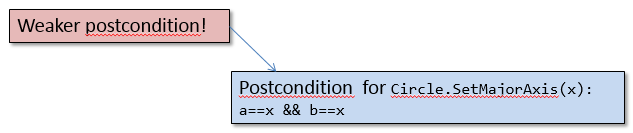 Weaker postcondition!
Postcondition for Circle.SetMajorAxis(x):
a==x && b==x